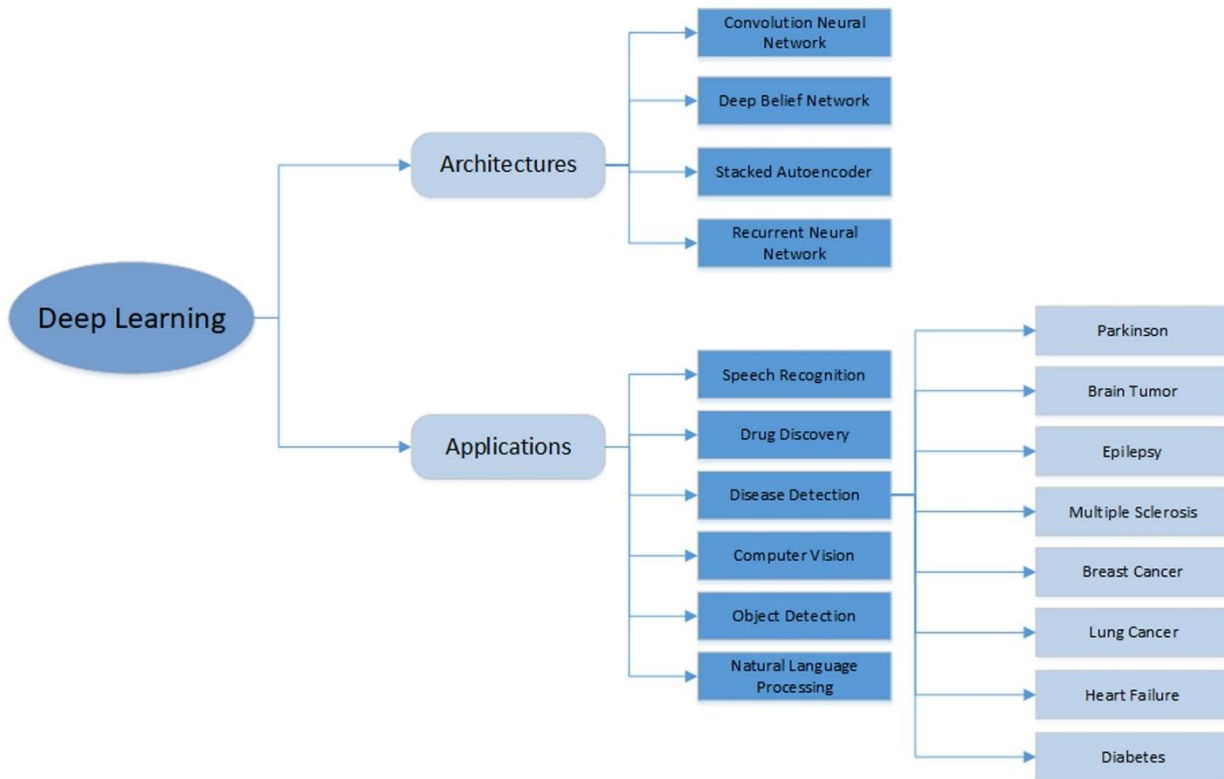 Deep Learning
Architectures
Convolution Neural
Network
Deep Belief Network
Stacked Autoencoder
Recurrent Neural
Network
Applications
Speech Recognition
Drug Discovery
Disease Detection
Computer Vision
Object Detection
Natural Language
Processing
Parkinson
Brain Tumor
Epilepsy
Multiple Sclerosis
Breast Cancer
Lung Cancer
Heart Failure
Diabetes